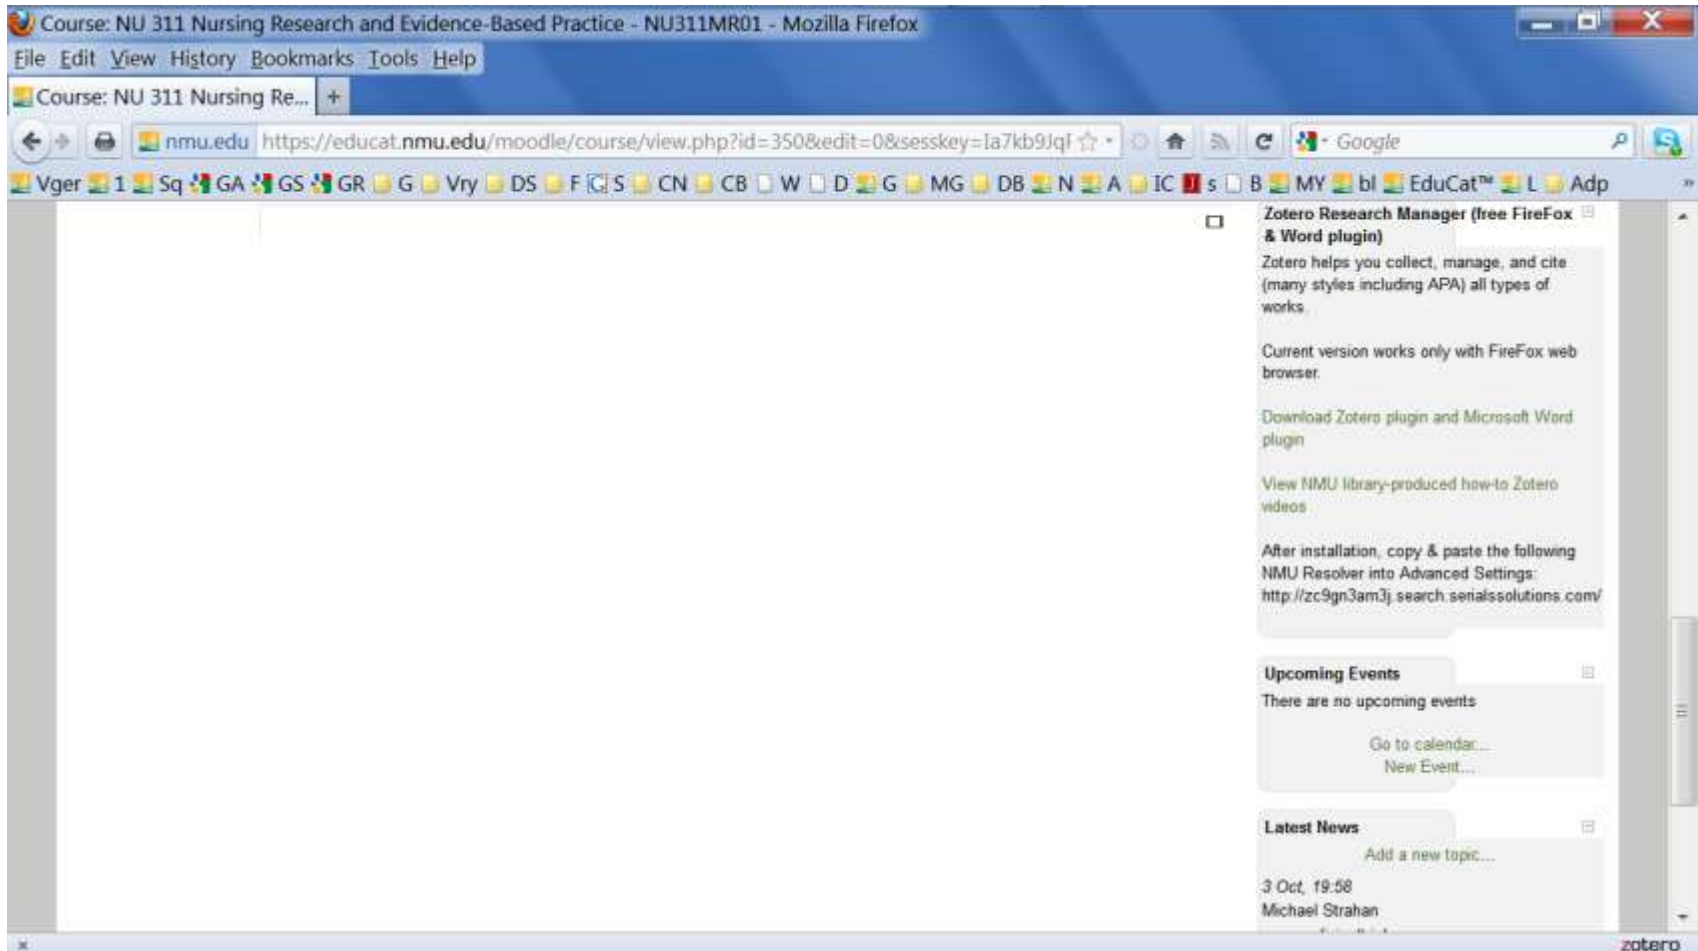 Course: NU 311 Nursing Research and Evidence-Based Practice - NU311MR01 - Mozilla Firefox
File Edit View History Bookmarks Tools Help
Course: NU 311 Nursing Re... +
nmu.edu https://educat.nmu.edu/moodle/course/view.php?id=350&edit=0&sesskey=Ia7kb9JqI Google
Vger 1 Sq GA GS GR G Vry DS F S CN CB W D G MG DB N A IC s B MY bl EduCat™ L Adp »
Zotero Research Manager (free FireFox
& Word plugin)
Zotero helps you collect, manage, and cite
(many styles including APA) all types of
works.
Current version works only with FireFox web
browser.
Download Zotero plugin and Microsoft Word
plugin
View NMU library-produced how-to Zotero
videos
After installation, copy & paste the following
NMU Resolver into Advanced Settings:
http://zc9gn3am3j.search.serialssolutions.com/
Upcoming Events
There are no upcoming events
Go to calendar...
New Event...
Latest News
Add a new topic...
3 Oct, 19:58
Michael Strahan
zotero